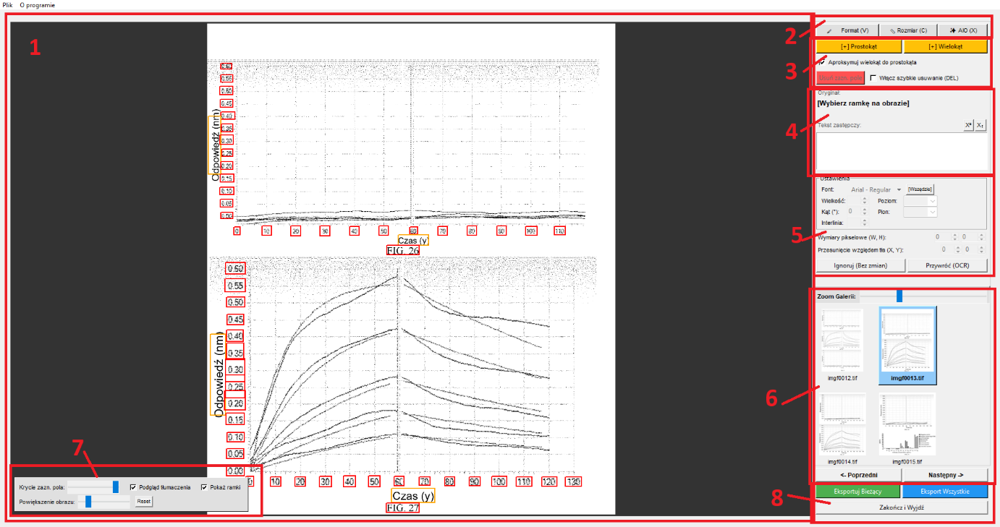 Plik O programie
1
0.60
0.55
0.50
0.45
0.40
0.35
0.30
0.25
0.20
0.15
0.10
0.05
0.00
Odpowiedź (nm)
0 10 20 30 40 50 60 70 80 90 100 110
Czas (y)
FIG. 26
0.60
0.55
0.50
0.45
0.40
0.35
0.30
0.25
0.20
0.15
0.10
0.05
0.00
Odpowiedź (nm)
10 20 30 40 50 60 70 80 90 100 110 120 130
Czas (y)
FIG. 27
7
Krycie zazn. pola: Podgląd tłumaczenia Pokaż ramki
Powiększenie obrazu: Reset
2
Format (V) Rozmiar (C) AIO (X)
3
[+] Prostokąt [+] Wielokąt
Aproksymuj wielokąt do prostokąta
Usuń zazn. pole Włącz szybkie usuwanie (DEL)
4
Oryginał:
[Wybierz ramkę na obrazie]
Tekst zastępczy: X² X₂
5
Ustawienia
Font: Arial - Regular [Wszędzie]
Wielkość: Poziom:
Kąt (°): 0 Pion:
Interlinia:
Wymiary pikselowe (W, H): 0 0
Przesunięcie względem tła (X, Y): 0 0
Ignoruj (Bez zmian) Przywróć (OCR)
6
Zoom Galerii:
imgf0012.tif imgf0013.tif
imgf0014.tif imgf0015.tif
<- Poprzedni Następny ->
8
Eksportuj Bieżący Eksport Wszystkie
Zakończ i Wyjdź